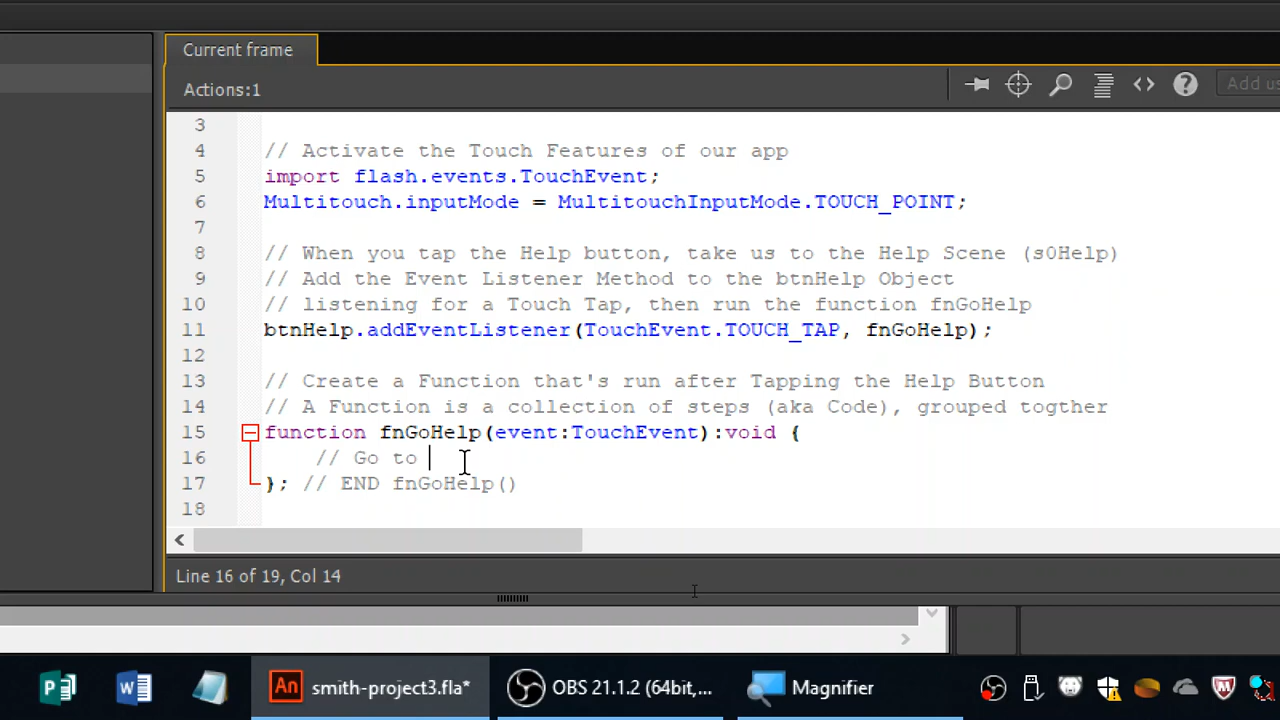 Current frame
Actions:1
Add us
3
4 // Activate the Touch Features of our app
5 import flash.events.TouchEvent;
6 Multitouch.inputMode = MultitouchInputMode.TOUCH_POINT;
7
8 // When you tap the Help button, take us to the Help Scene (s0Help)
9 // Add the Event Listener Method to the btnHelp Object
10 // listening for a Touch Tap, then run the function fnGoHelp
11 btnHelp.addEventListener(TouchEvent.TOUCH_TAP, fnGoHelp);
12
13 // Create a Function that's run after Tapping the Help Button
14 // A Function is a collection of steps (aka Code), grouped togther
15 function fnGoHelp(event:TouchEvent):void {
16 // Go to
17 }; // END fnGoHelp()
18
Line 16 of 19, Col 14
An smith-project3.fla* OBS 21.1.2 (64bit,... Magnifier